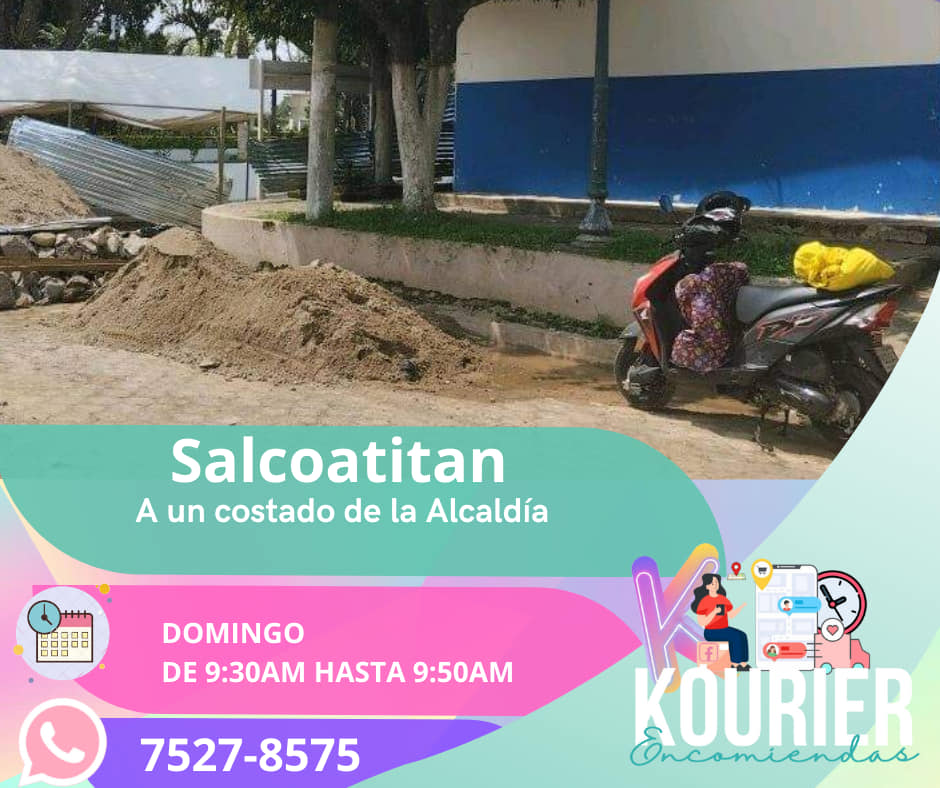 Salcoatitan
A un costado de la Alcaldía
DOMINGO
DE 9:30AM HASTA 9:50AM
7527-8575
K
KOURIER
Encomiendas